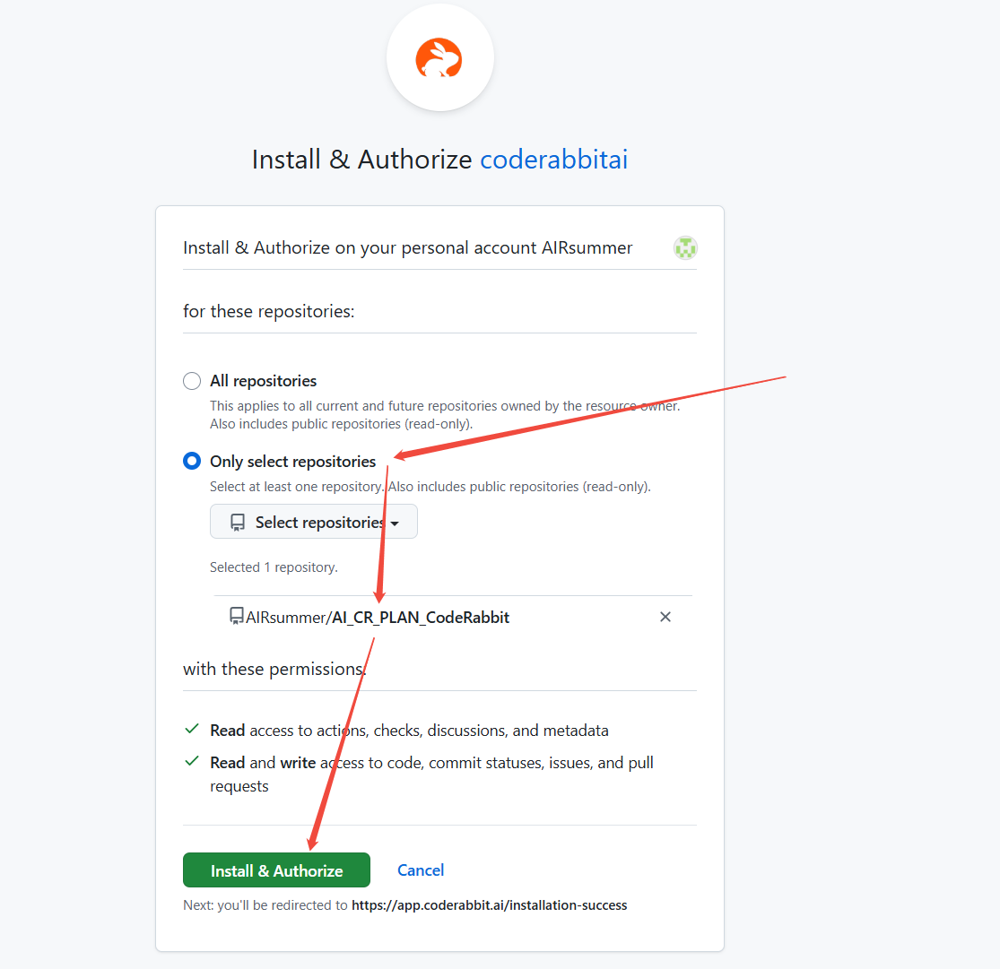 Install & Authorize coderabbitai
Install & Authorize on your personal account AIRsummer
for these repositories:
All repositories
This applies to all current and future repositories owned by the resource owner.
Also includes public repositories (read-only).
Only select repositories
Select at least one repository. Also includes public repositories (read-only).
Select repositories
Selected 1 repository.
AIRsummer/AI_CR_PLAN_CodeRabbit
with these permissions:
Read access to actions, checks, discussions, and metadata
Read and write access to code, commit statuses, issues, and pull
requests
Install & Authorize Cancel
Next: you'll be redirected to https://app.coderabbit.ai/installation-success